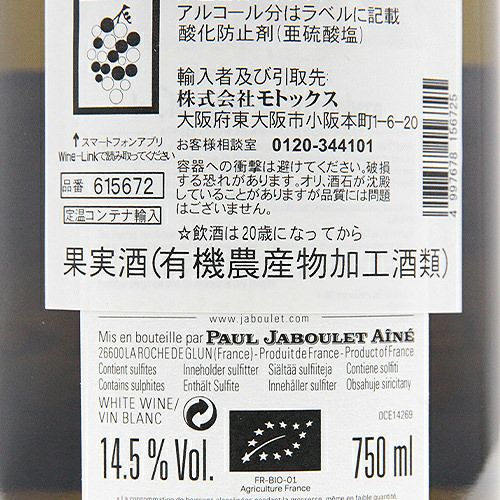 アルコール分はラベルに記載
酸化防止剤(亜硫酸塩)
輸入者及び引取先:
株式会社モトックス
大阪府東大阪市小阪本町1-6-20
お客様相談室 0120-344101
↑スマートフォンアプリ
Wine-Linkで読み取ってください
品番 615672
定温コンテナ輸入
容器への衝撃は避けてください。破損
する恐れがあります。オリ、酒石が沈殿
していることがありますが品質には問題
はございません。
4 997678 156725
☆飲酒は20歳になってから
果実酒(有機農産物加工酒類)
www.jaboulet.com
Mis en bouteille par PAUL JABOULET AÎNÉ
26600 LA ROCHE DE GLUN (France) - Produit de France - Product of France
Contient sulfites Inneholder sulfitter Siältää sulfiiteja Contiene solfiti
Contains sulphites Enthält Sulfite Innehåller sulfiter Obsahuje siricitany
WHITE WINE/
VIN BLANC
OCE14269
14.5 % Vol.
750 ml
FR-BIO-01
Agriculture France